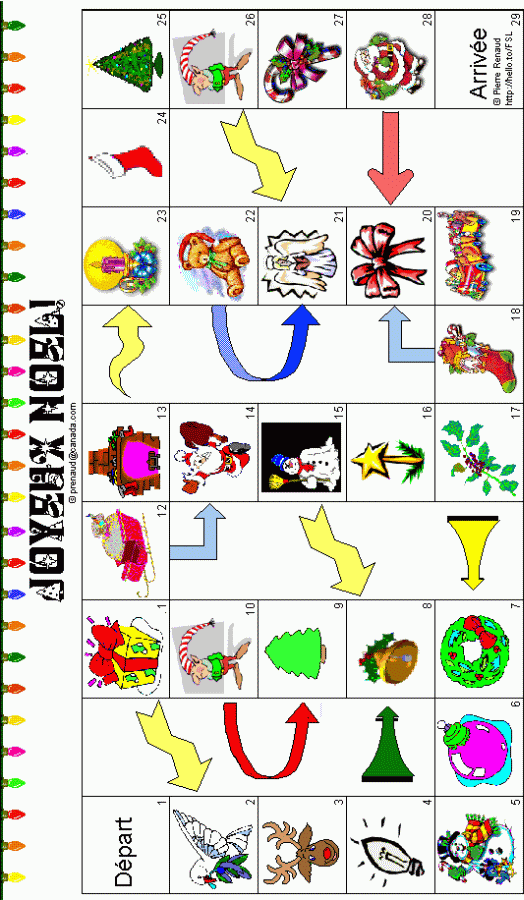 JOYEUX NOEL!
© prenaud@canada.com
Départ
1 11 12 13 23 24 25
2 10 14 22 26
3 9 15 21 27
4 8 16 20 28
5 6 7 17 18 19 29
Arrivée
© Pierre Renaud
http://hello.to/FSL